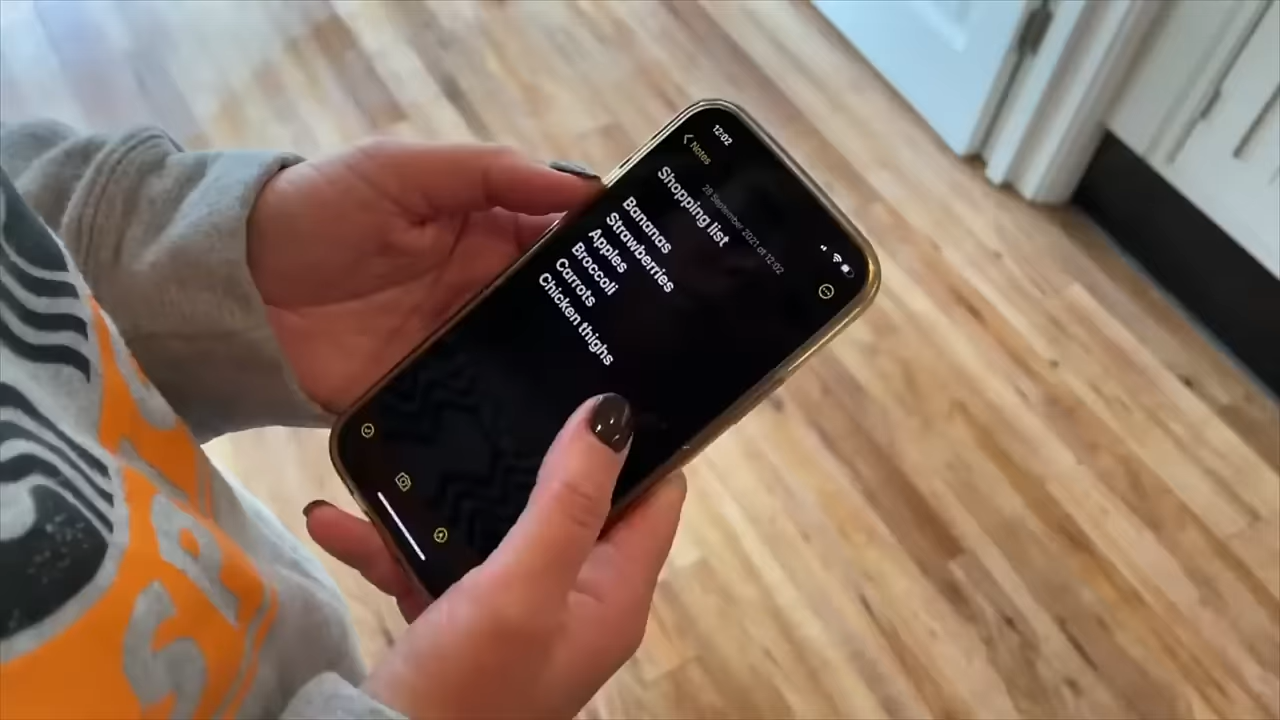 12:02
Notes
28 September 2021 at 12:02
Shopping list
Bananas
Strawberries
Apples
Broccoli
Carrots
Chicken thighs